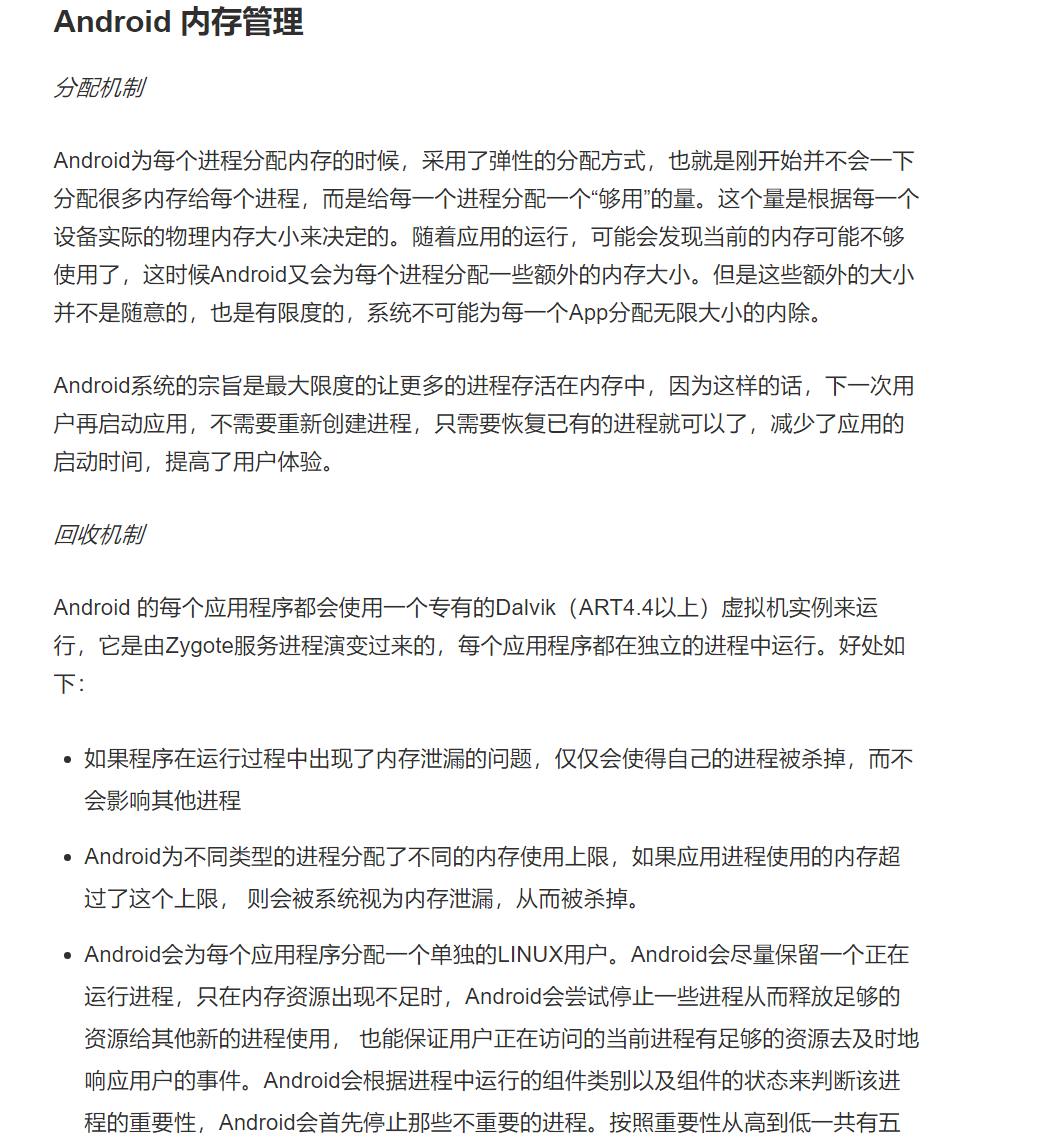 Android 内存管理
分配机制
Android为每个进程分配内存的时候，采用了弹性的分配方式，也就是刚开始并不会一下
分配很多内存给每个进程，而是给每一个进程分配一个“够用”的量。这个量是根据每一个
设备实际的物理内存大小来决定的。随着应用的运行，可能会发现当前的内存可能不够
使用了，这时候Android又会为每个进程分配一些额外的内存大小。但是这些额外的大小
并不是随意的，也是有限度的，系统不可能为每一个App分配无限大小的内除。
Android系统的宗旨是最大限度的让更多的进程存活在内存中，因为这样的话，下一次用
户再启动应用，不需要重新创建进程，只需要恢复已有的进程就可以了，减少了应用的
启动时间，提高了用户体验。
回收机制
Android 的每个应用程序都会使用一个专有的Dalvik（ART4.4以上）虚拟机实例来运
行，它是由Zygote服务进程演变过来的，每个应用程序都在独立的进程中运行。好处如
下：
• 如果程序在运行过程中出现了内存泄漏的问题，仅仅会使得自己的进程被杀掉，而不
会影响其他进程
• Android为不同类型的进程分配了不同的内存使用上限，如果应用进程使用的内存超
过了这个上限， 则会被系统视为内存泄漏，从而被杀掉。
• Android会为每个应用程序分配一个单独的LINUX用户。Android会尽量保留一个正在
运行进程，只在内存资源出现不足时，Android会尝试停止一些进程从而释放足够的
资源给其他新的进程使用， 也能保证用户正在访问的当前进程有足够的资源去及时地
响应用户的事件。Android会根据进程中运行的组件类别以及组件的状态来判断该进
程的重要性，Android会首先停止那些不重要的进程。按照重要性从高到低一共有五